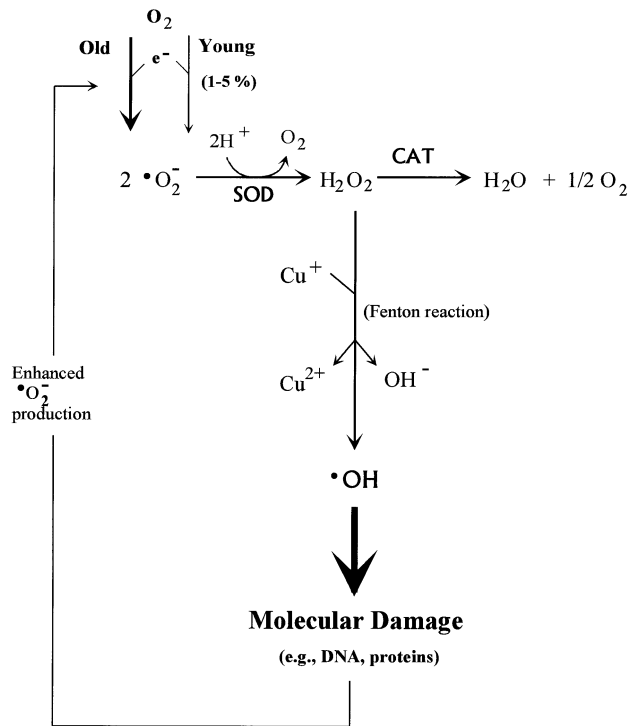 O₂
Old e⁻ Young
(1-5 %)
2H⁺ O₂ CAT
2 •O₂⁻ SOD H₂O₂ H₂O + 1/2 O₂
Cu⁺
(Fenton reaction)
Cu²⁺ OH⁻
Enhanced
•O₂⁻
production
•OH
Molecular Damage
(e.g., DNA, proteins)